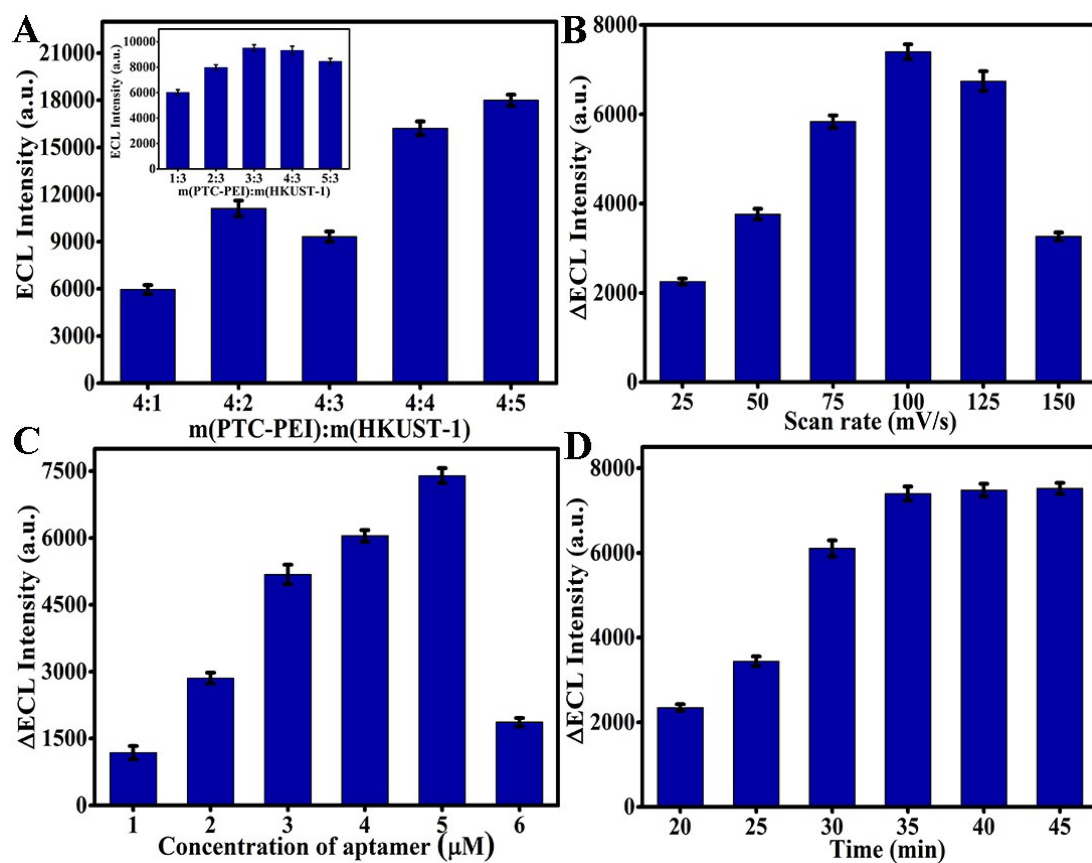 A
ECL Intensity (a.u.)
21000
18000
15000
12000
9000
6000
3000
0
4:1 4:2 4:3 4:4 4:5
m(PTC-PEI):m(HKUST-1)
ECL Intensity (a.u.)
10000
8000
6000
4000
2000
0
1:3 2:3 3:3 4:3 5:3
m(PTC-PEI):m(HKUST-1)
B
ΔECL Intensity (a.u.)
8000
6000
4000
2000
0
25 50 75 100 125 150
Scan rate (mV/s)
C
ΔECL Intensity (a.u.)
7500
6000
4500
3000
1500
0
1 2 3 4 5 6
Concentration of aptamer (μM)
D
ΔECL Intensity (a.u.)
8000
6000
4000
2000
0
20 25 30 35 40 45
Time (min)